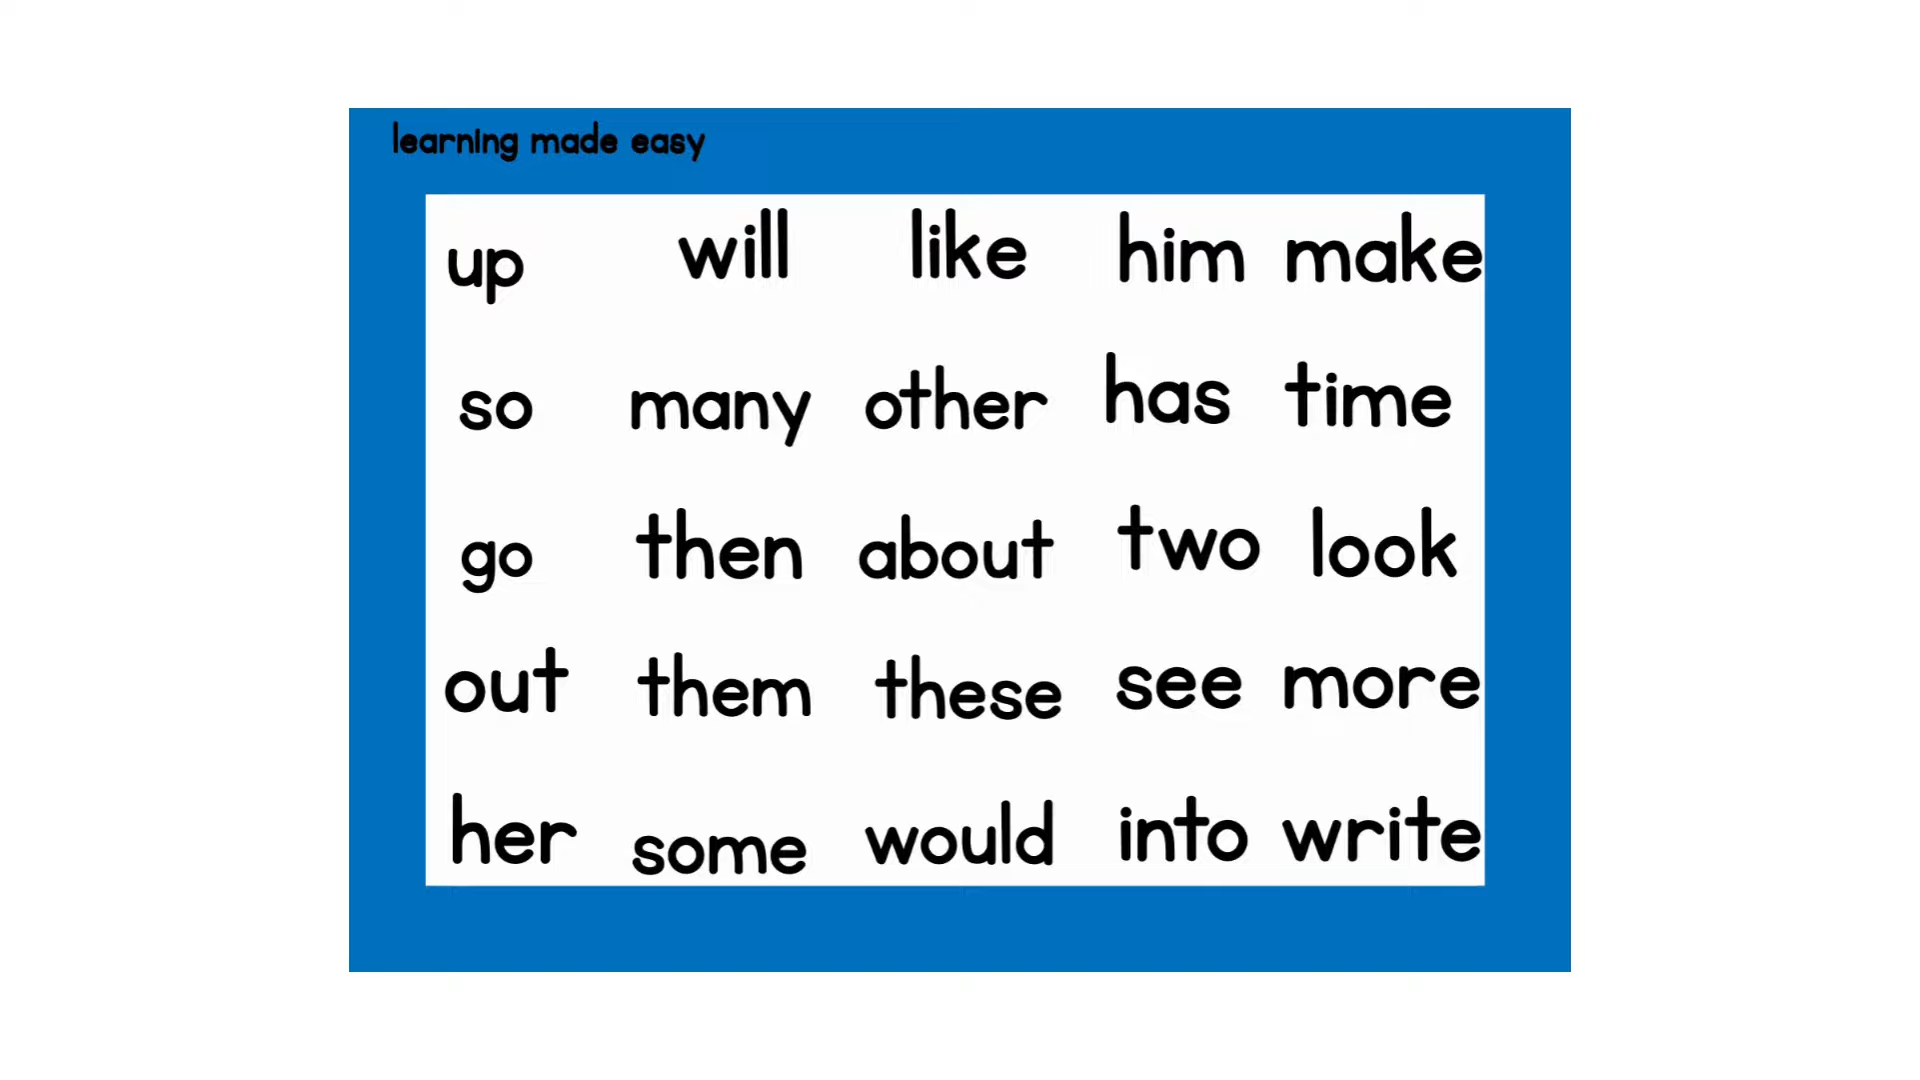 learning made easy
up will like him make
so many other has time
go then about two look
out them these see more
her some would into write